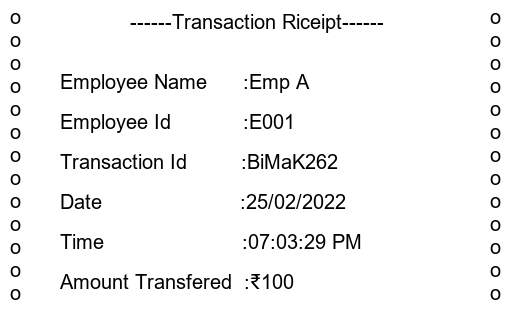 ------Transaction Riceipt------
Employee Name :Emp A
Employee Id :E001
Transaction Id :BiMaK262
Date :25/02/2022
Time :07:03:29 PM
Amount Transfered :₹100